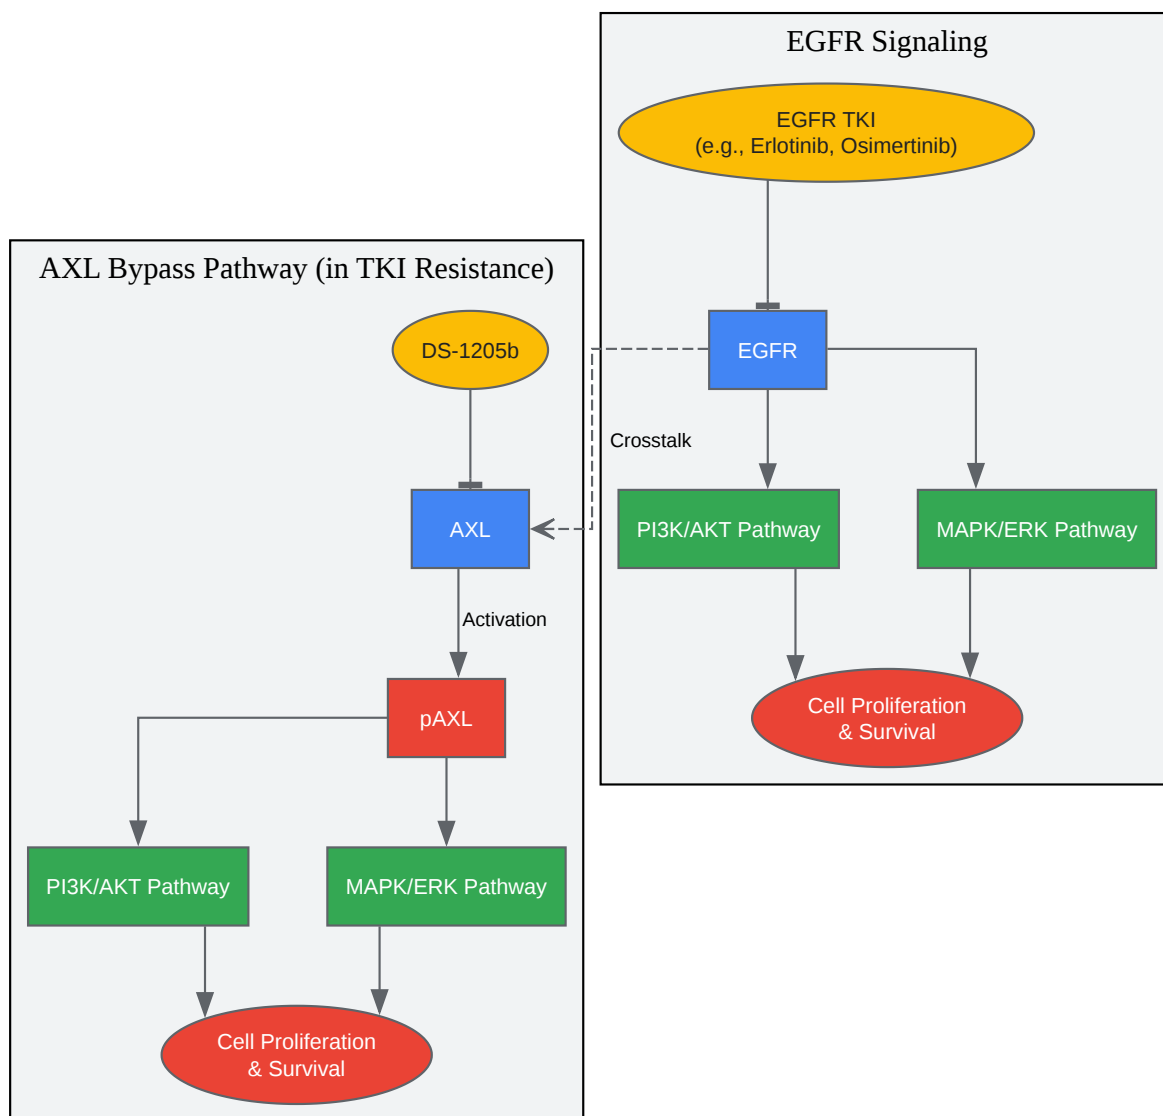 EGFR Signaling
EGFR TKI
(e.g., Erlotinib, Osimertinib)
AXL Bypass Pathway (in TKI Resistance)
DS-1205b
EGFR
Crosstalk
AXL
PI3K/AKT Pathway
MAPK/ERK Pathway
Activation
pAXL
Cell Proliferation
& Survival
PI3K/AKT Pathway
MAPK/ERK Pathway
Cell Proliferation
& Survival